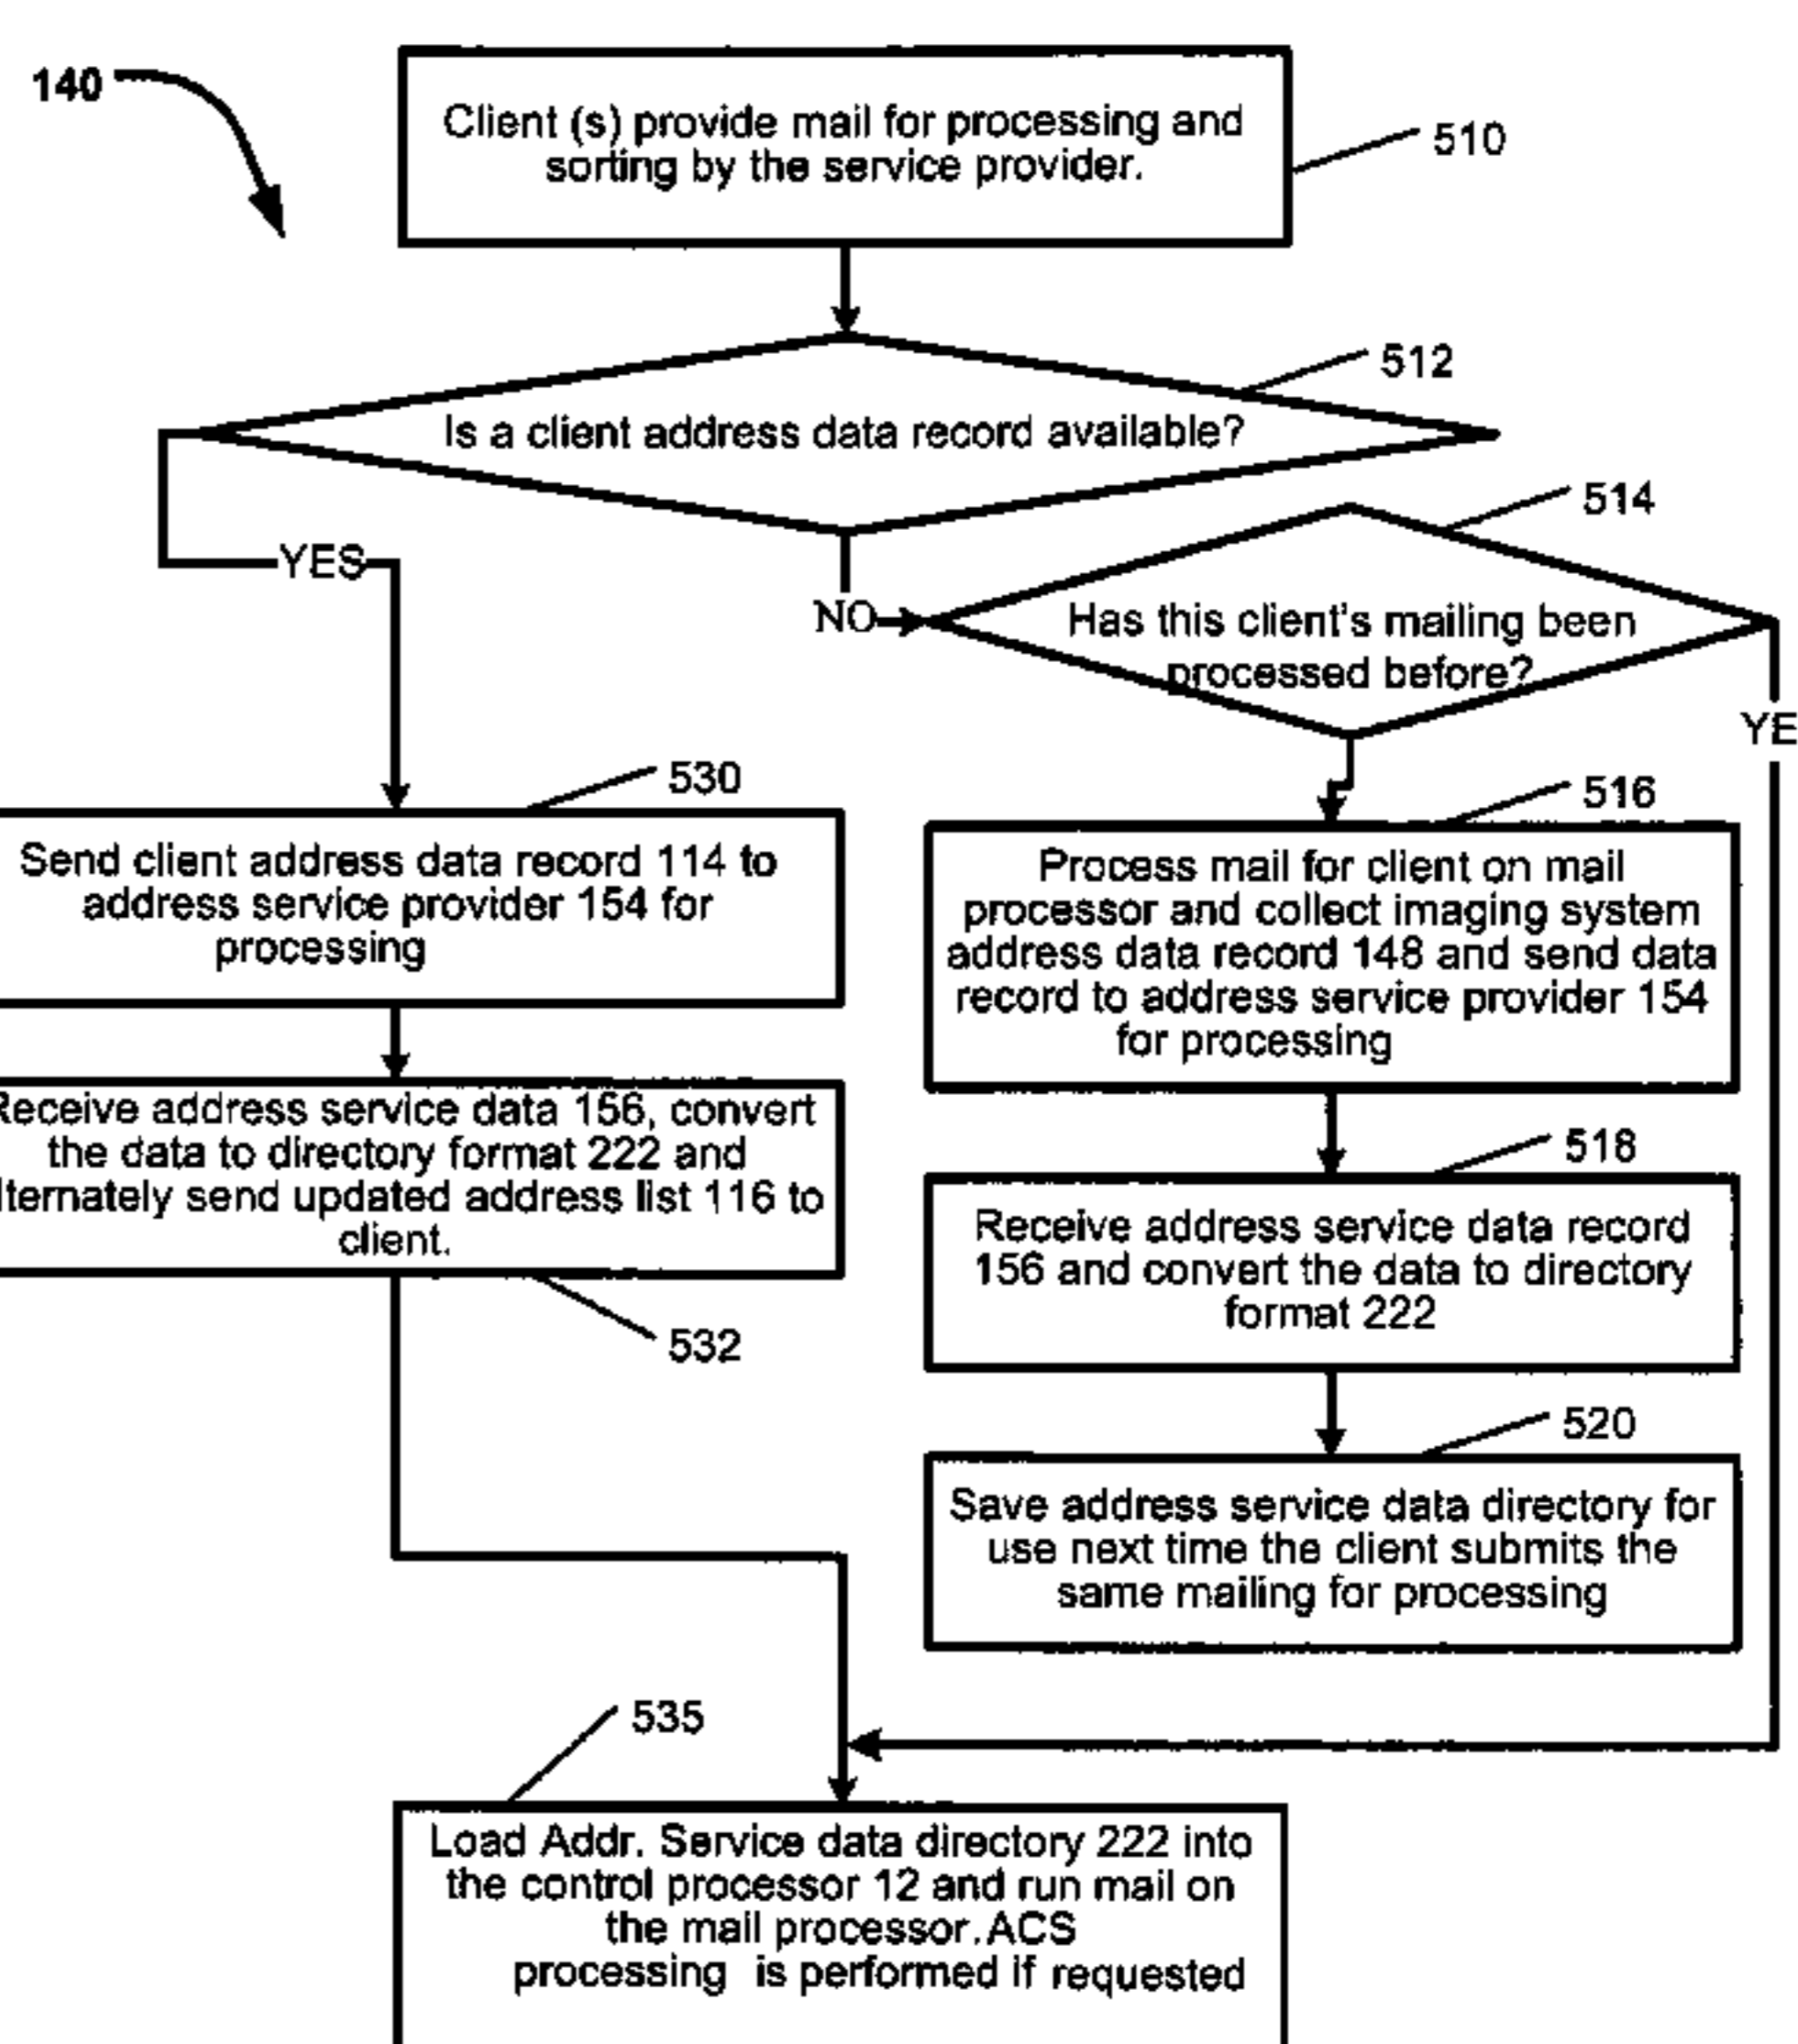 140
Client (s) provide mail for processing and
sorting by the service provider.
510
512
Is a client address data record available?
514
YES
NO
Has this client's mailing been
processed before?
YE
530
516
Send client address data record 114 to
address service provider 154 for
processing
Process mail for client on mail
processor and collect imaging system
address data record 148 and send data
record to address service provider 154
for processing
Receive address service data 156, convert
the data to directory format 222 and
lternately send updated address list 116 to
client.
532
518
Receive address service data record
156 and convert the data to directory
format 222
520
Save address service data directory for
use next time the client submits the
same mailing for processing
535
Load Addr. Service data directory 222 into
the control processor 12 and run mail on
the mail processor. ACS
processing is performed if requested